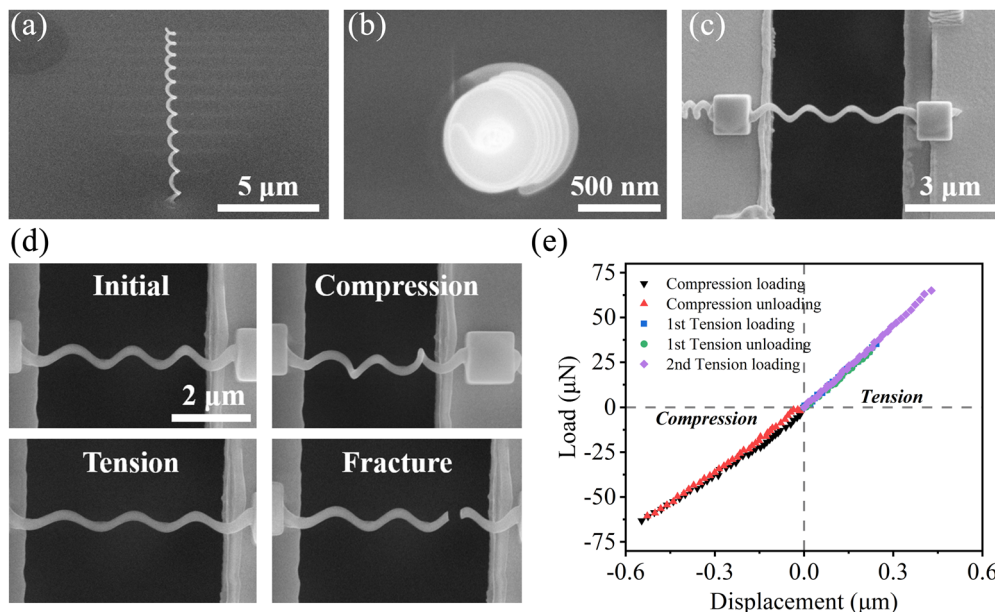 (a)
5 μm
(b)
500 nm
(c)
3 μm
(d)
Initial
2 μm
Compression
Tension
Fracture
(e)
Load (μN)
75
50
25
0
-25
-50
-75
Compression loading
Compression unloading
1st Tension loading
1st Tension unloading
2nd Tension loading
Compression
Tension
-0.6
-0.3
0.0
0.3
0.6
Displacement (μm)